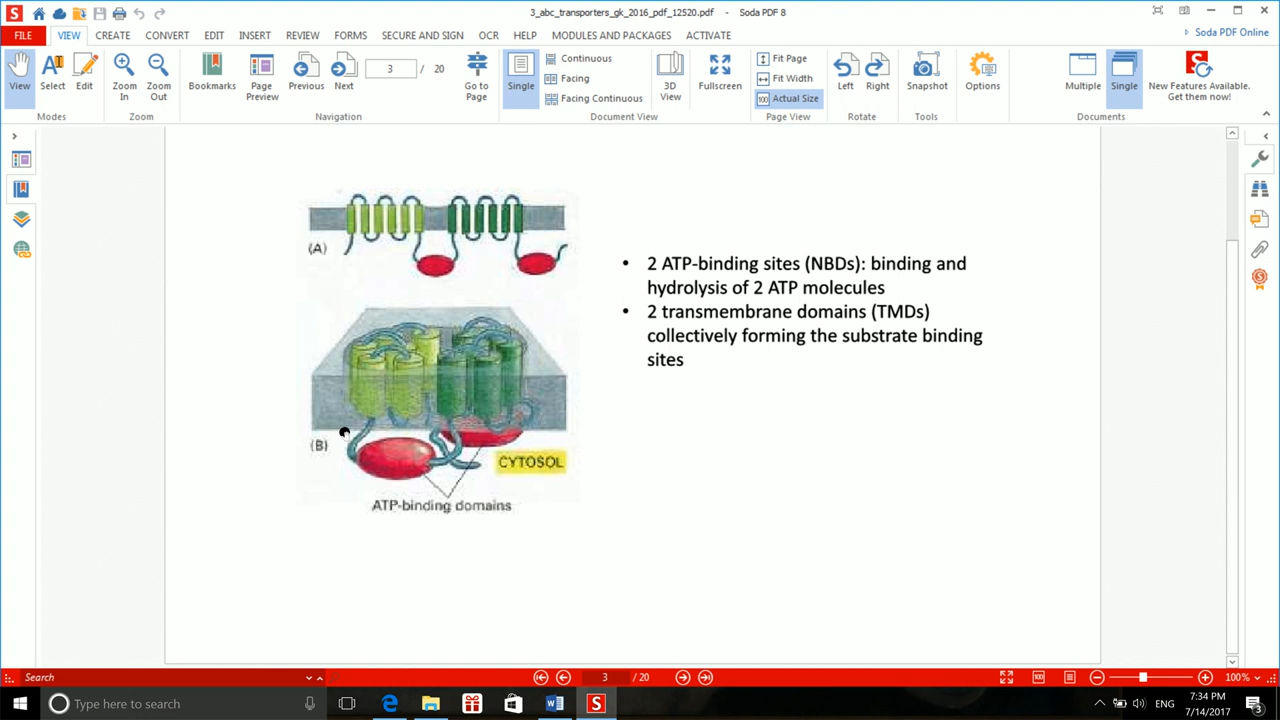 3_abc_transporters_gk_2016_pdf_12520.pdf - Soda PDF 8
FILE VIEW CREATE CONVERT EDIT INSERT REVIEW FORMS SECURE AND SIGN OCR HELP MODULES AND PACKAGES ACTIVATE Soda PDF Online
View Select Edit
Modes
Zoom In Zoom Out
Zoom
Bookmarks Page Preview Previous Next 3 / 20 Go to Page
Navigation
Single Continuous Facing Facing Continuous 3D View Fullscreen
Document View
Fit Page
Fit Width
100 Actual Size
Page View
Left Right
Rotate
Snapshot
Tools
Options
Multiple Single New Features Available. Get them now!
Documents
(A)
(B)
CYTOSOL
ATP-binding domains
• 2 ATP-binding sites (NBDs): binding and
hydrolysis of 2 ATP molecules
• 2 transmembrane domains (TMDs)
collectively forming the substrate binding
sites
Search 3 / 20 100%
Type here to search ENG 7:34 PM
7/14/2017 3